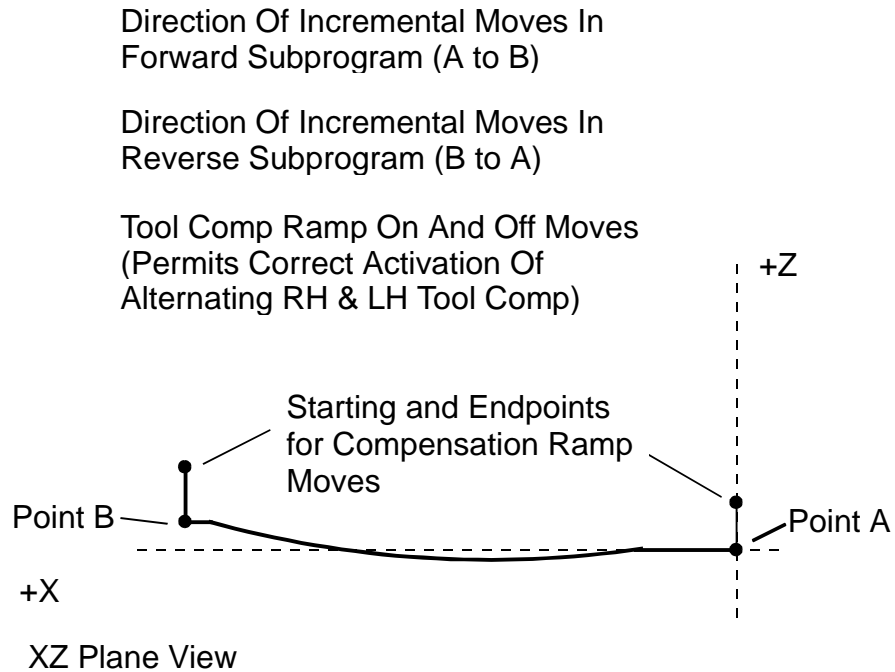 Direction Of Incremental Moves In
Forward Subprogram (A to B)
Direction Of Incremental Moves In
Reverse Subprogram (B to A)
Tool Comp Ramp On And Off Moves
(Permits Correct Activation Of
Alternating RH & LH Tool Comp)
+Z
Starting and Endpoints
for Compensation Ramp
Moves
Point B
Point A
+X
XZ Plane View